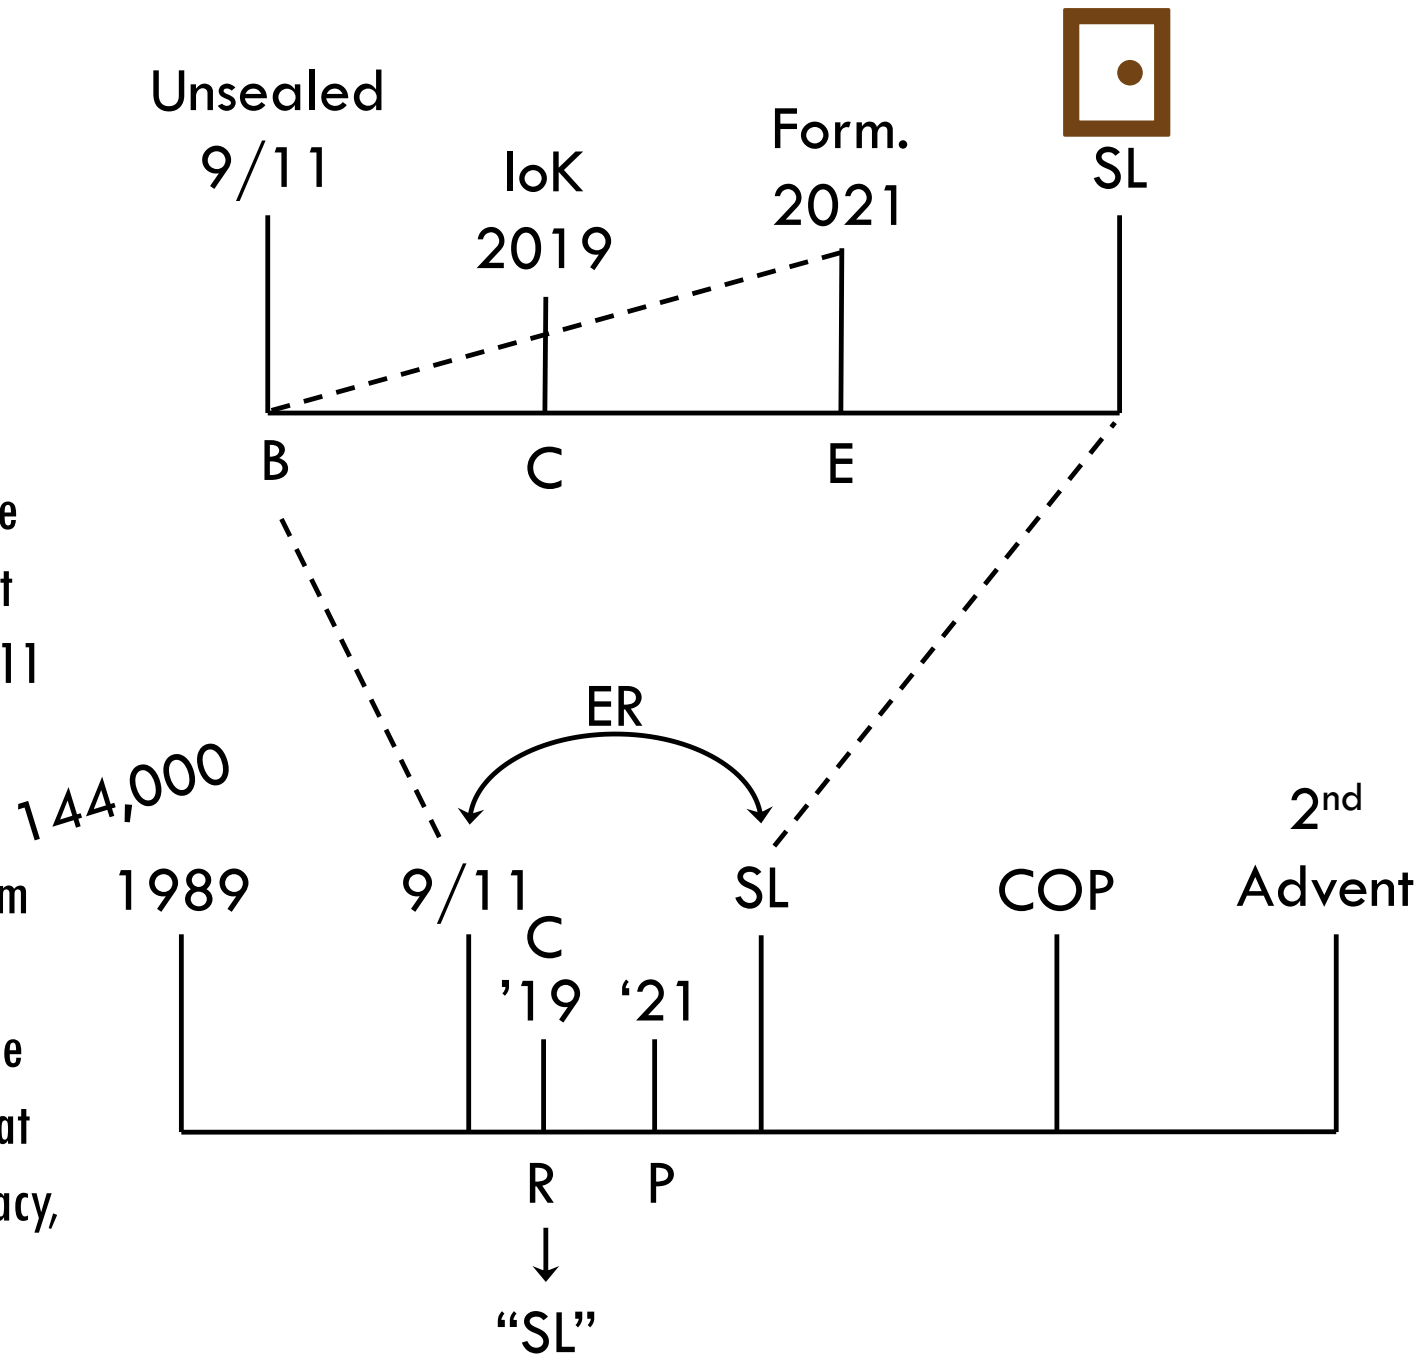 Unsealed
9/11
IoK
2019
Form.
2021
SL
B
C
E
11
ER
144,000
1989
9/11
C
’19
‘21
SL
COP
2nd
Advent
R
P
“SL”